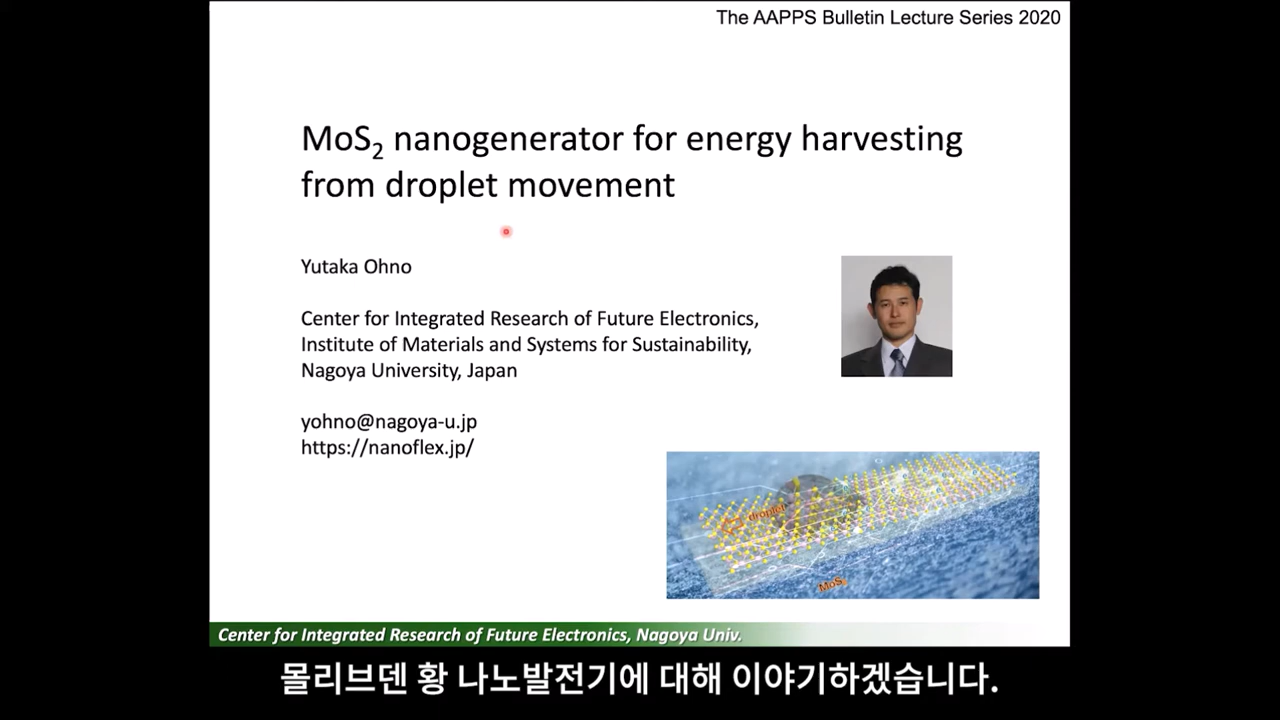 The AAPPS Bulletin Lecture Series 2020
MoS₂ nanogenerator for energy harvesting
from droplet movement
Yutaka Ohno
Center for Integrated Research of Future Electronics,
Institute of Materials and Systems for Sustainability,
Nagoya University, Japan
yohno@nagoya-u.jp
https://nanoflex.jp/
droplet
MoS₂
Center for Integrated Research of Future Electronics, Nagoya Univ.
몰리브덴 황 나노발전기에 대해 이야기하겠습니다.